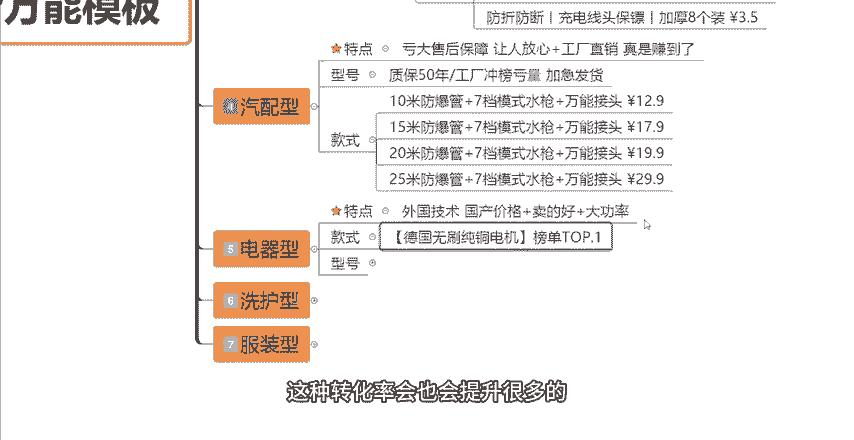 万能模板
防折防断丨充电线头保镖丨加厚8个装 ¥3.5
特点 亏大售后保障 让人放心+工厂直销 真是赚到了
型号 质保50年/工厂冲榜亏量 加急发货
4 汽配型
款式
10米防爆管+7档模式水枪+万能接头 ¥12.9
15米防爆管+7档模式水枪+万能接头 ¥17.9
20米防爆管+7档模式水枪+万能接头 ¥19.9
25米防爆管+7档模式水枪+万能接头 ¥29.9
特点 外国技术 国产价格+卖的好+大功率
5 电器型
款式 【德国无刷纯铜电机】榜单TOP.1
型号
6 洗护型
7 服装型
这种转化率会也会提升很多的